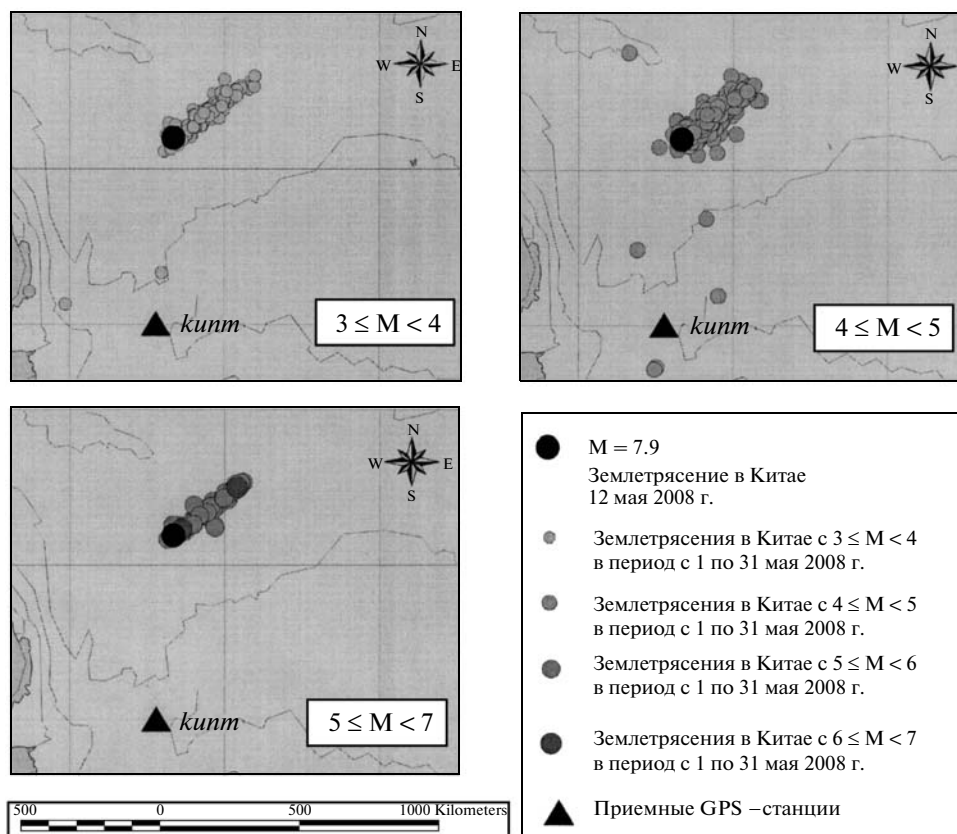 N
W E
S
kunm
3 ≤ M < 4
N
W E
S
kunm
4 ≤ M < 5
N
W E
S
kunm
5 ≤ M < 7
500 0 500 1000 Kilometers
M = 7.9
Землетрясение в Китае
12 мая 2008 г.
Землетрясения в Китае с 3 ≤ M < 4
в период с 1 по 31 мая 2008 г.
Землетрясения в Китае с 4 ≤ M < 5
в период с 1 по 31 мая 2008 г.
Землетрясения в Китае с 5 ≤ M < 6
в период с 1 по 31 мая 2008 г.
Землетрясения в Китае с 6 ≤ M < 7
в период с 1 по 31 мая 2008 г.
Приемные GPS –станции